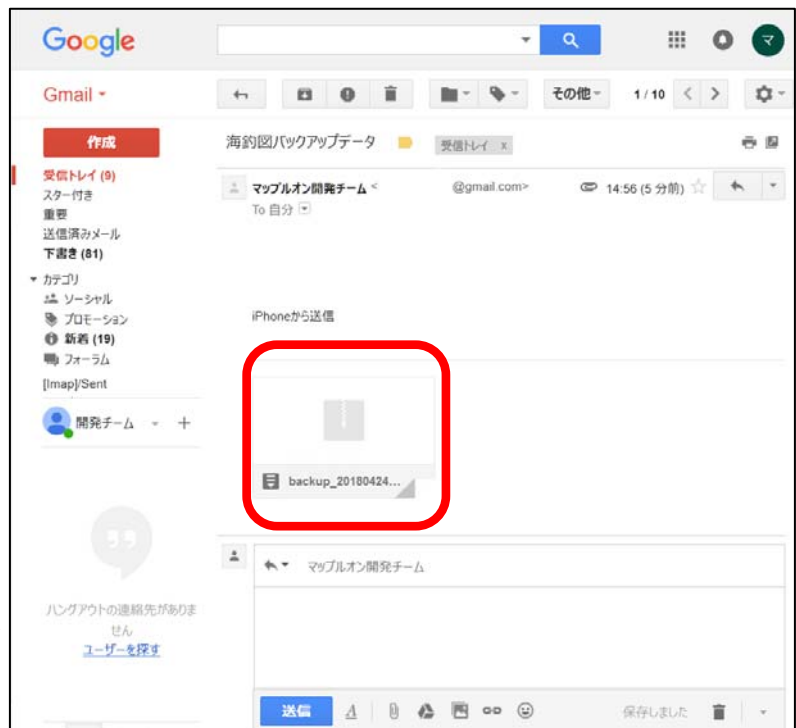 Google
マ
Gmail
その他
1 / 10
作成
海釣図バックアップデータ
受信トレイ x
受信トレイ (9)
スター付き
重要
送信済みメール
下書き (81)
カテゴリ
ソーシャル
プロモーション
新着 (19)
フォーラム
[Imap]/Sent
開発チーム
マップルオン開発チーム <
@gmail.com>
14:56 (5 分前)
To 自分
iPhoneから送信
backup_20180424...
マップルオン開発チーム
ハングアウトの連絡先がありま
せん
ユーザーを探す
送信
保存しました